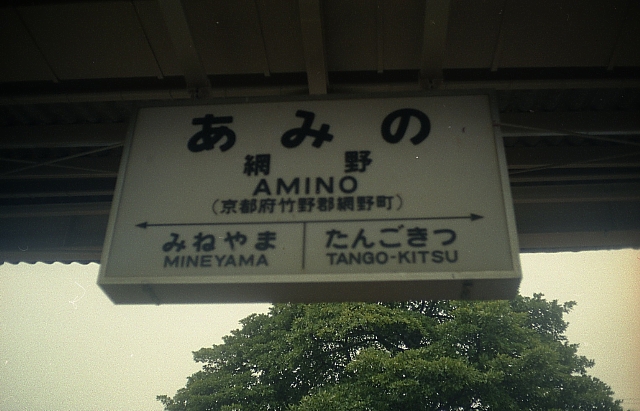 あみの
網野
AMINO
（京都府竹野郡網野町）
みねやま たんごきつ
MINEYAMA TANGO-KITSU